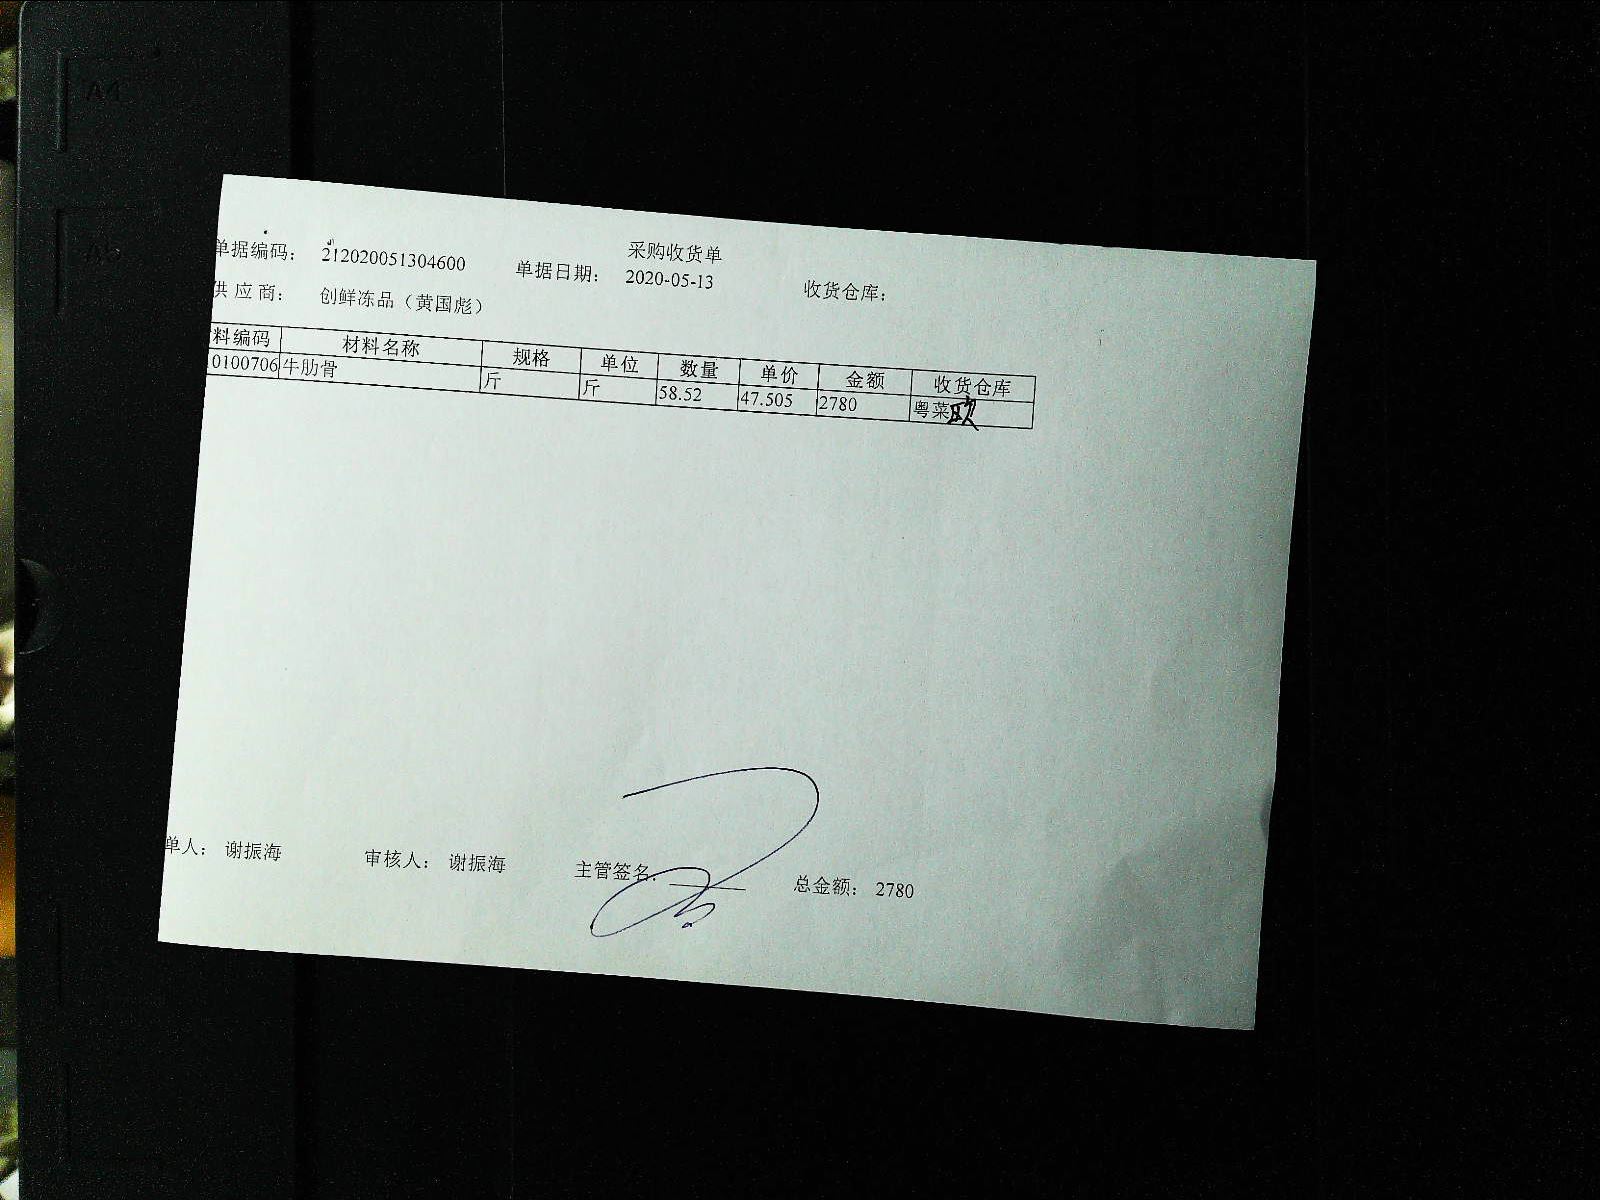 采购收货单
单据编码： 212020051304600 单据日期： 2020-05-13 收货仓库：
供应商： 创鲜冻品（黄国彪）
料编码 材料名称 规格 单位 数量 单价 金额 收货仓库
0100706 牛肋骨 斤 斤 58.52 47.505 2780 粤菜
单人： 谢振海 审核人： 谢振海 主管签名： 总金额： 2780
A4
A5